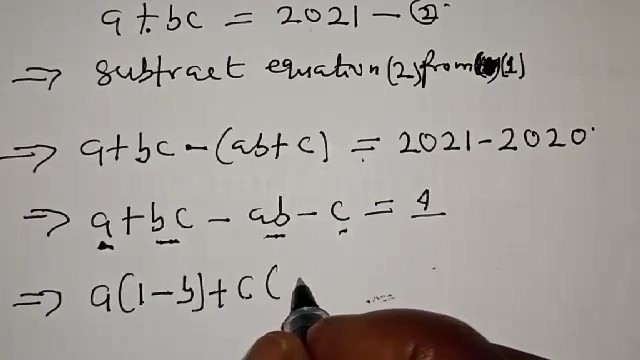 a + bc = 2021 — ②
⇒ subtract equation (2) from (1)
⇒ a + bc - (ab + c) = 2021 - 2020
⇒ a + bc - ab - c = 1
⇒ a(1 - b) + c(